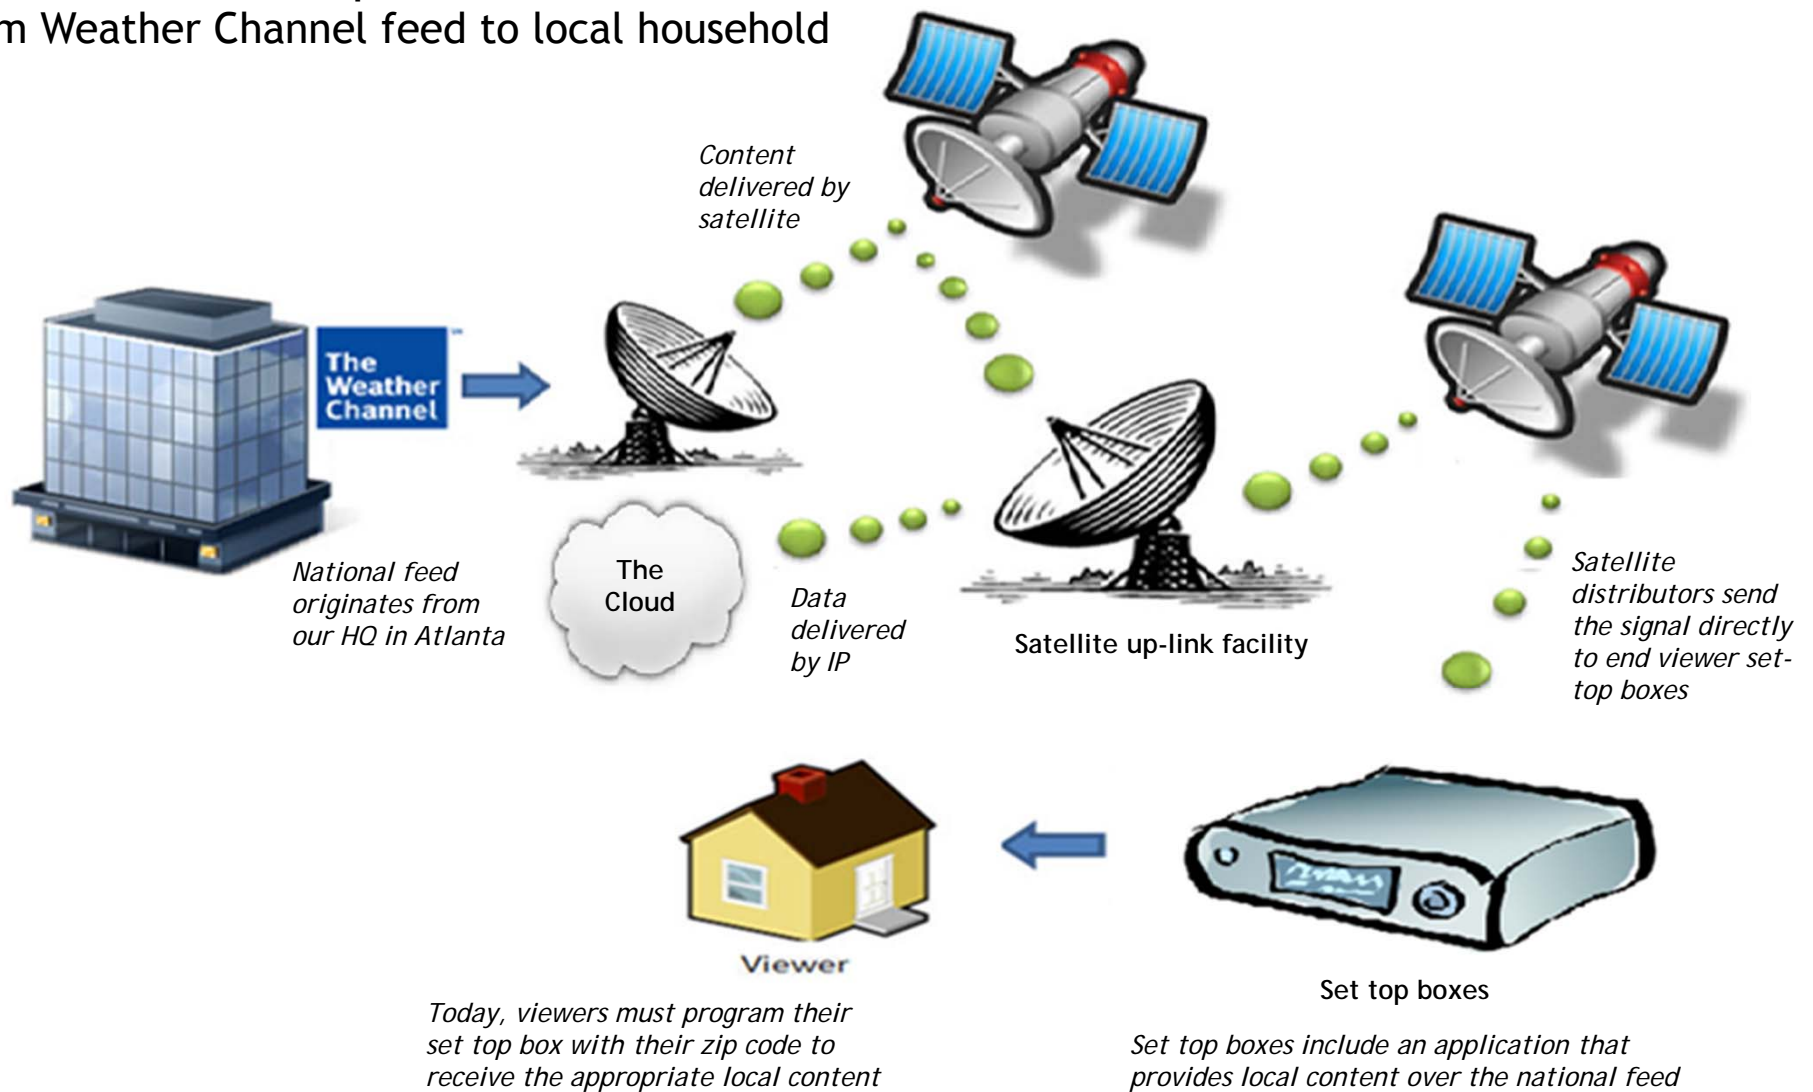 m Weather Channel feed to local household
Content
delivered by
satellite
The
Weather
Channel
National feed
originates from
our HQ in Atlanta
The
Cloud
Data
delivered
by IP
Satellite up-link facility
Satellite
distributors send
the signal directly
to end viewer set-
top boxes
Viewer
Today, viewers must program their
set top box with their zip code to
receive the appropriate local content
Set top boxes
Set top boxes include an application that
provides local content over the national feed